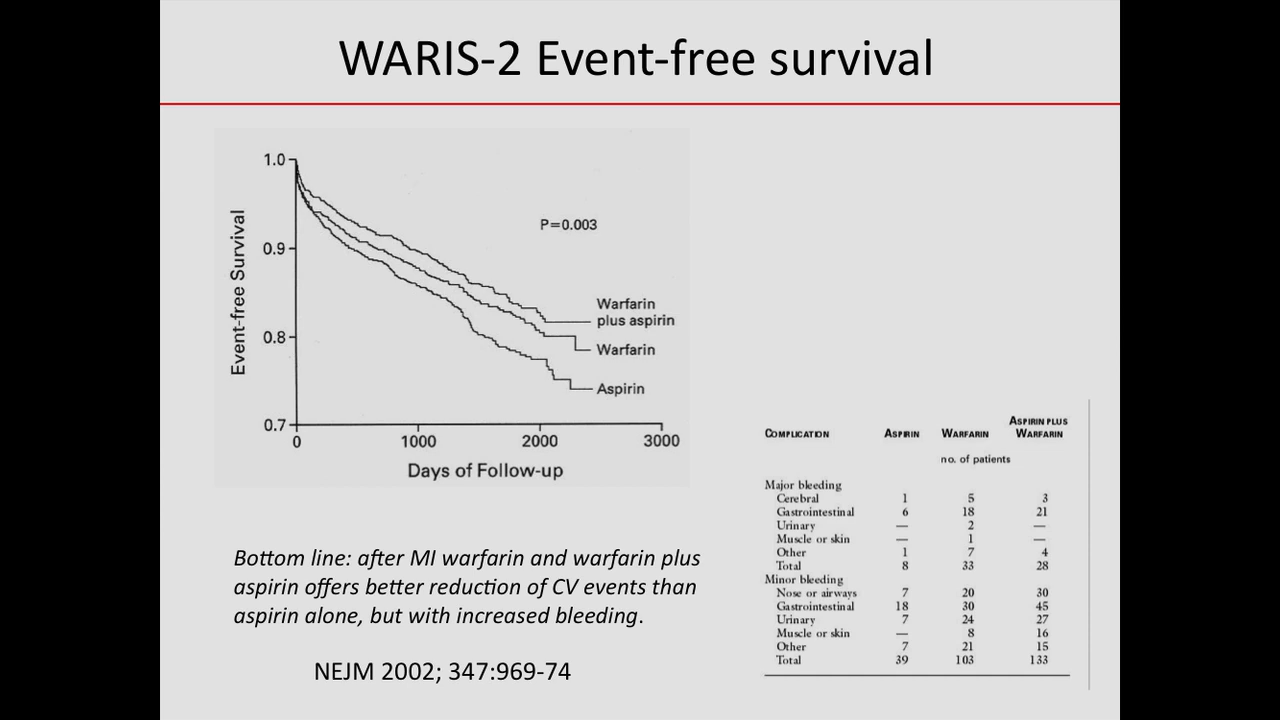 WARIS-2 Event-free survival
1.0
0.9
0.8
0.7
Event-free Survival
P=0.003
Warfarin
plus aspirin
Warfarin
Aspirin
0 1000 2000 3000
Days of Follow-up
Bottom line: after MI warfarin and warfarin plus
aspirin offers better reduction of CV events than
aspirin alone, but with increased bleeding.
NEJM 2002; 347:969-74
COMPLICATION ASPIRIN WARFARIN ASPIRIN PLUS WARFARIN
no. of patients
Major bleeding
Cerebral 1 5 3
Gastrointestinal 6 18 21
Urinary — 2 —
Muscle or skin — 1 —
Other 1 7 4
Total 8 33 28
Minor bleeding
Nose or airways 7 20 30
Gastrointestinal 18 30 45
Urinary 7 24 27
Muscle or skin — 8 16
Other 7 21 15
Total 39 103 133